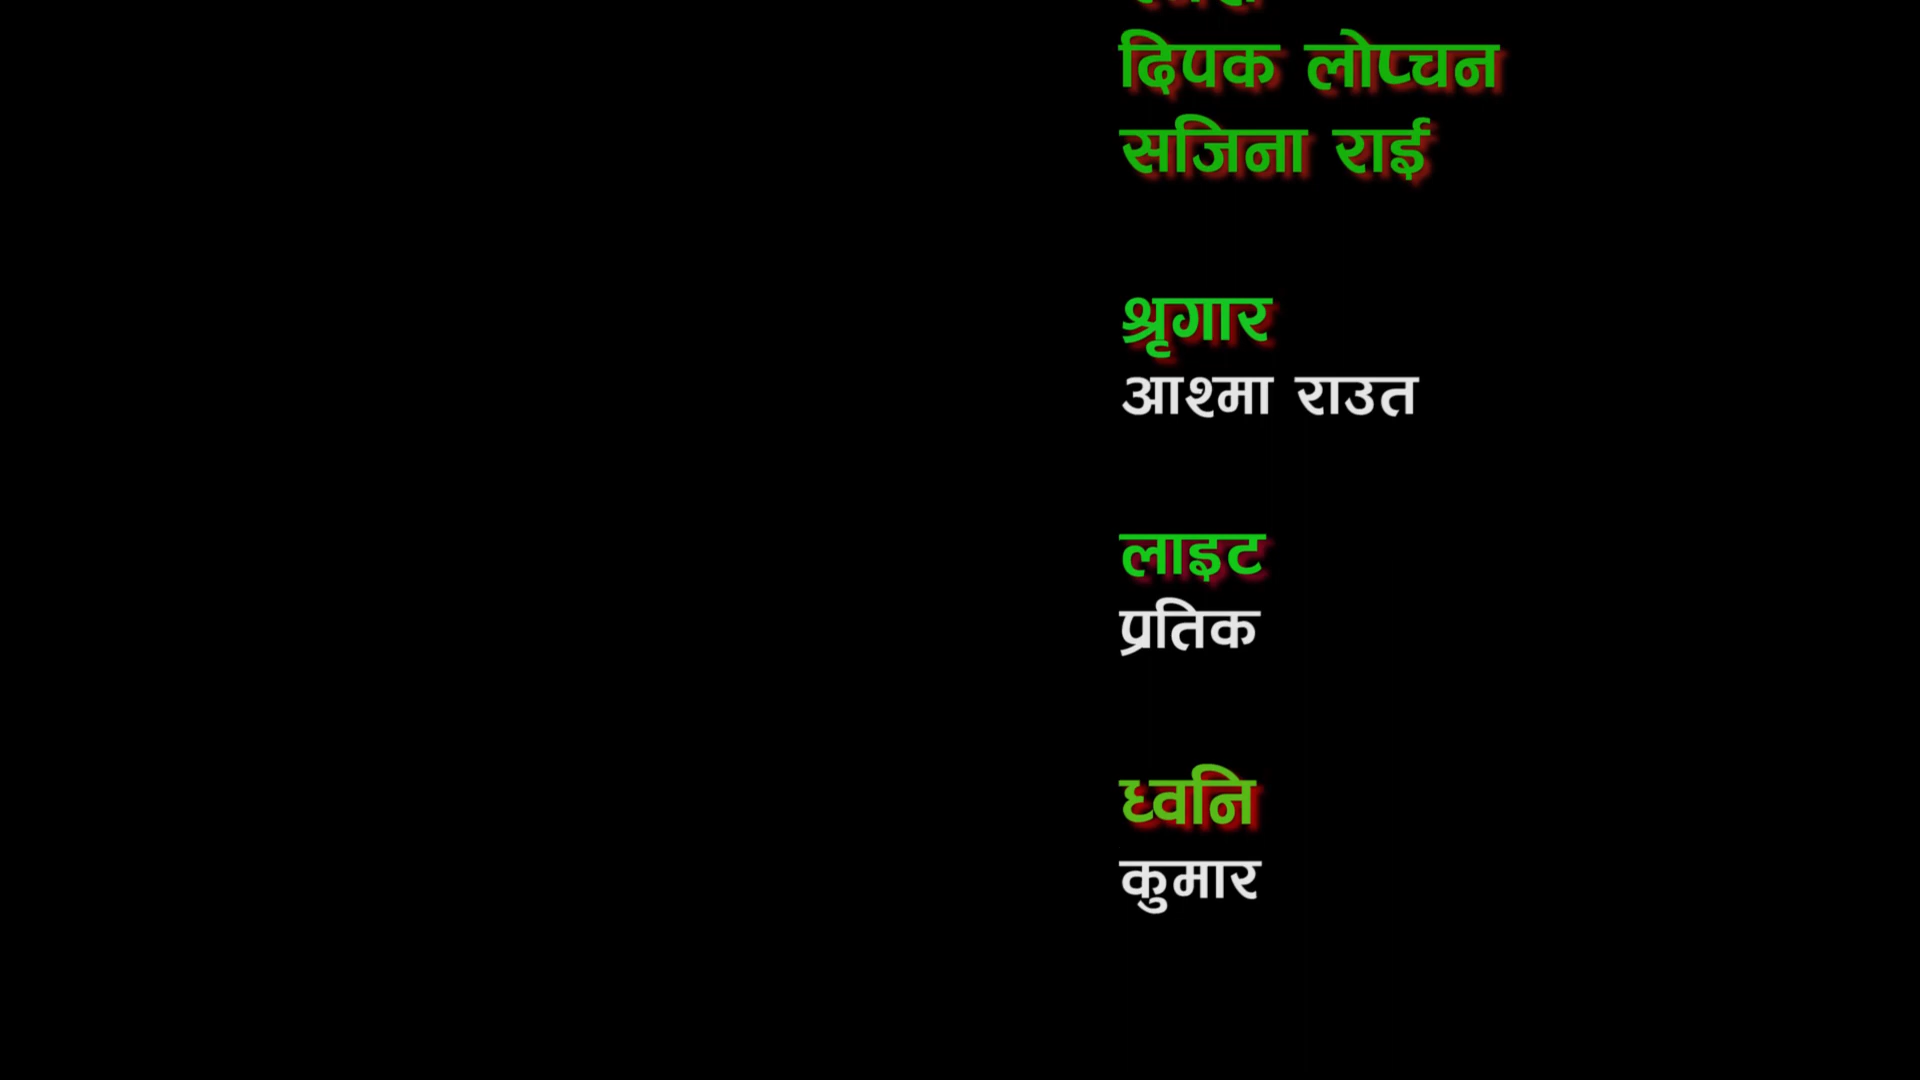 दिपक लोप्चन
सजिना राई
श्रृगार
आश्मा राउत
लाइट
प्रतिक
ध्वनि
कुमार